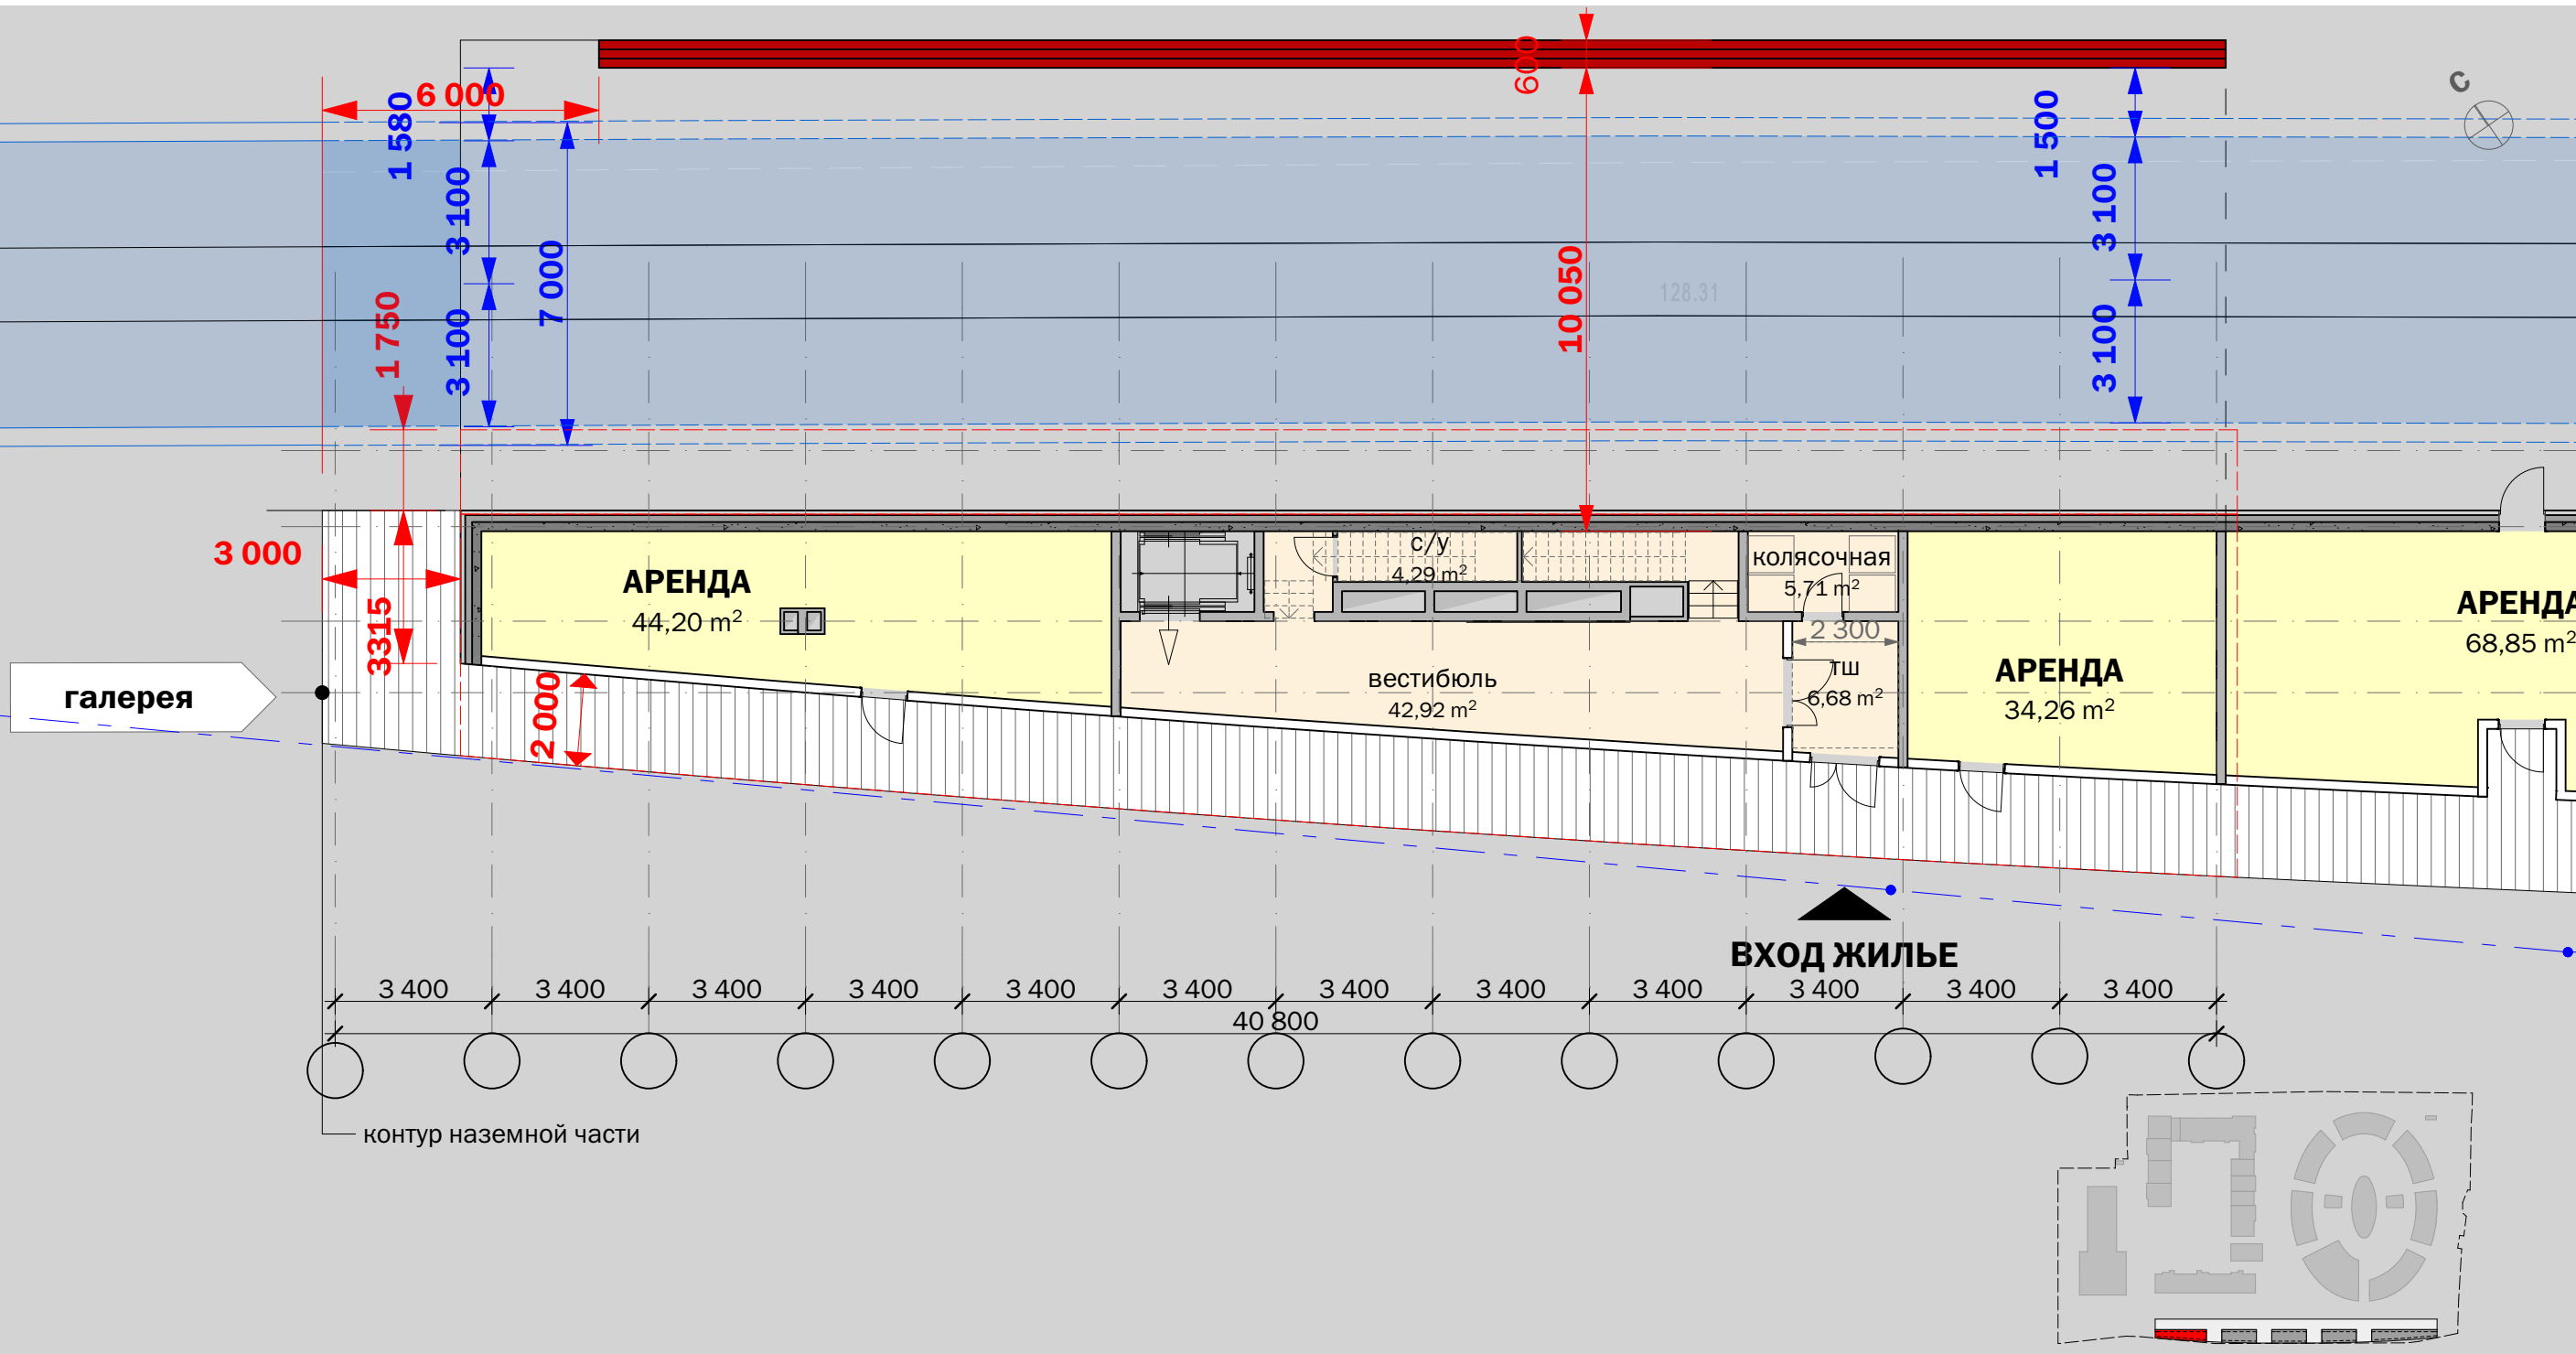 600
С
6 000
1 580
1 500
3 100
3 100
7 000
10 050
128.31
1 750
3 100
3 100
3 000
3315
АРЕНДА
44,20 m²
с/у
4,29 m²
колясочная
5,71 m²
2 300
АРЕНДА
68,85 m²
галерея
2 000
вестибюль
42,92 m²
тш
6,68 m²
АРЕНДА
34,26 m²
ВХОД ЖИЛЬЕ
3 400 3 400 3 400 3 400 3 400 3 400 3 400 3 400 3 400 3 400 3 400 3 400
40 800
контур наземной части